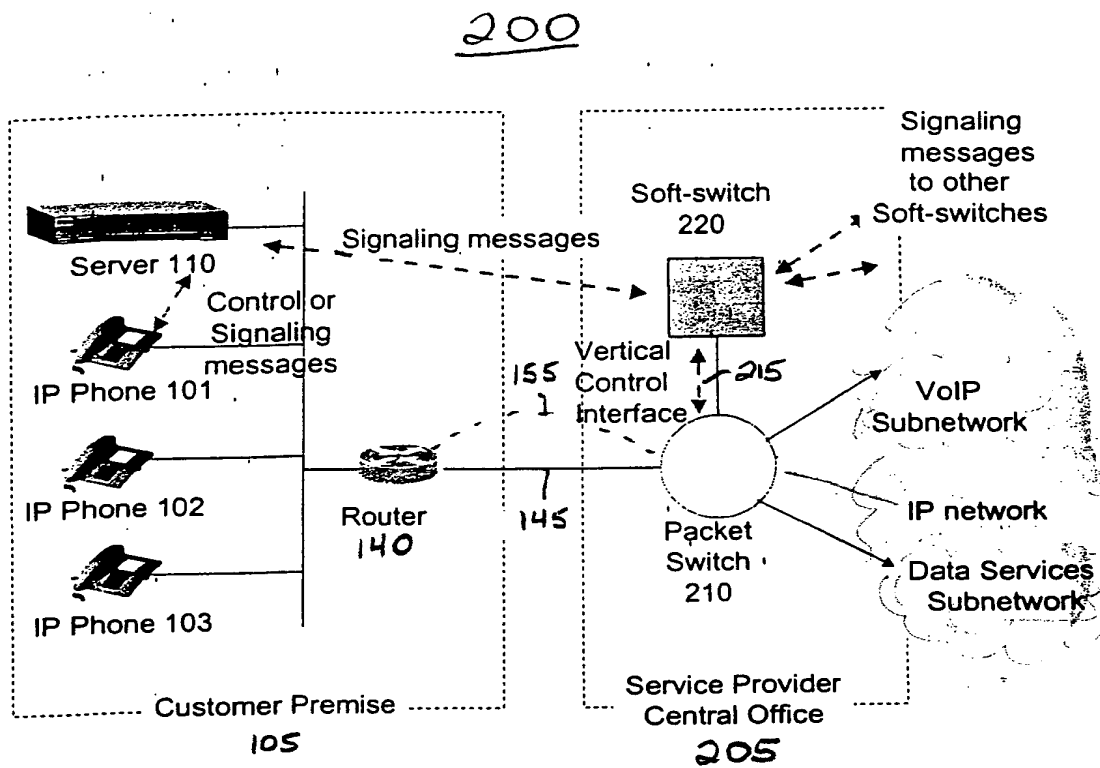 200
Signaling
messages
to other
Soft-switches
Soft-switch
220
Signaling messages
Server 110
Control or
Signaling
messages
IP Phone 101
155
Vertical
Control
Interface
215
VoIP
Subnetwork
IP Phone 102
Router
140
145
Packet
Switch
210
IP network
Data Services
Subnetwork
IP Phone 103
Customer Premise
105
Service Provider
Central Office
205